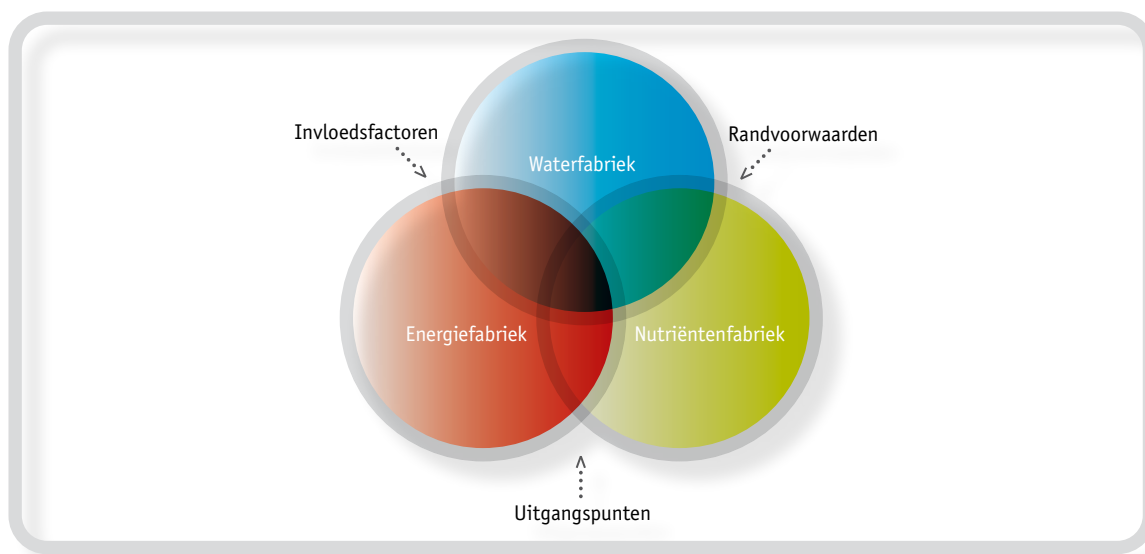 Invloedsfactoren
Randvoorwaarden
Waterfabriek
Energiefabriek
Nutriëntenfabriek
Uitgangspunten